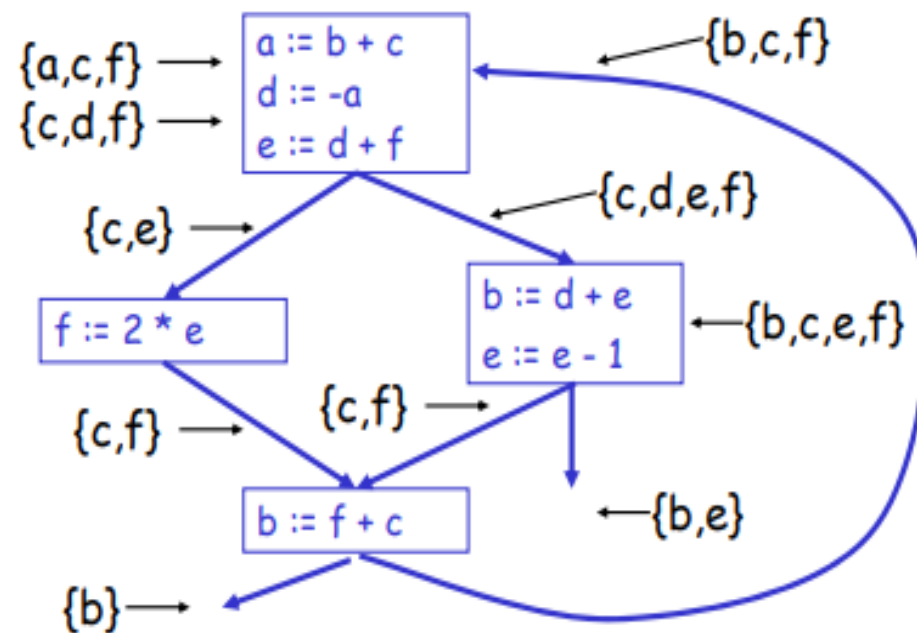 a := b + c
{b,c,f}
{a,c,f}
d := -a
{c,d,f}
e := d + f
{c,d,e,f}
{c,e}
b := d + e
f := 2 * e
{b,c,e,f}
e := e - 1
{c,f}
{c,f}
b := f + c
{b,e}
{b}